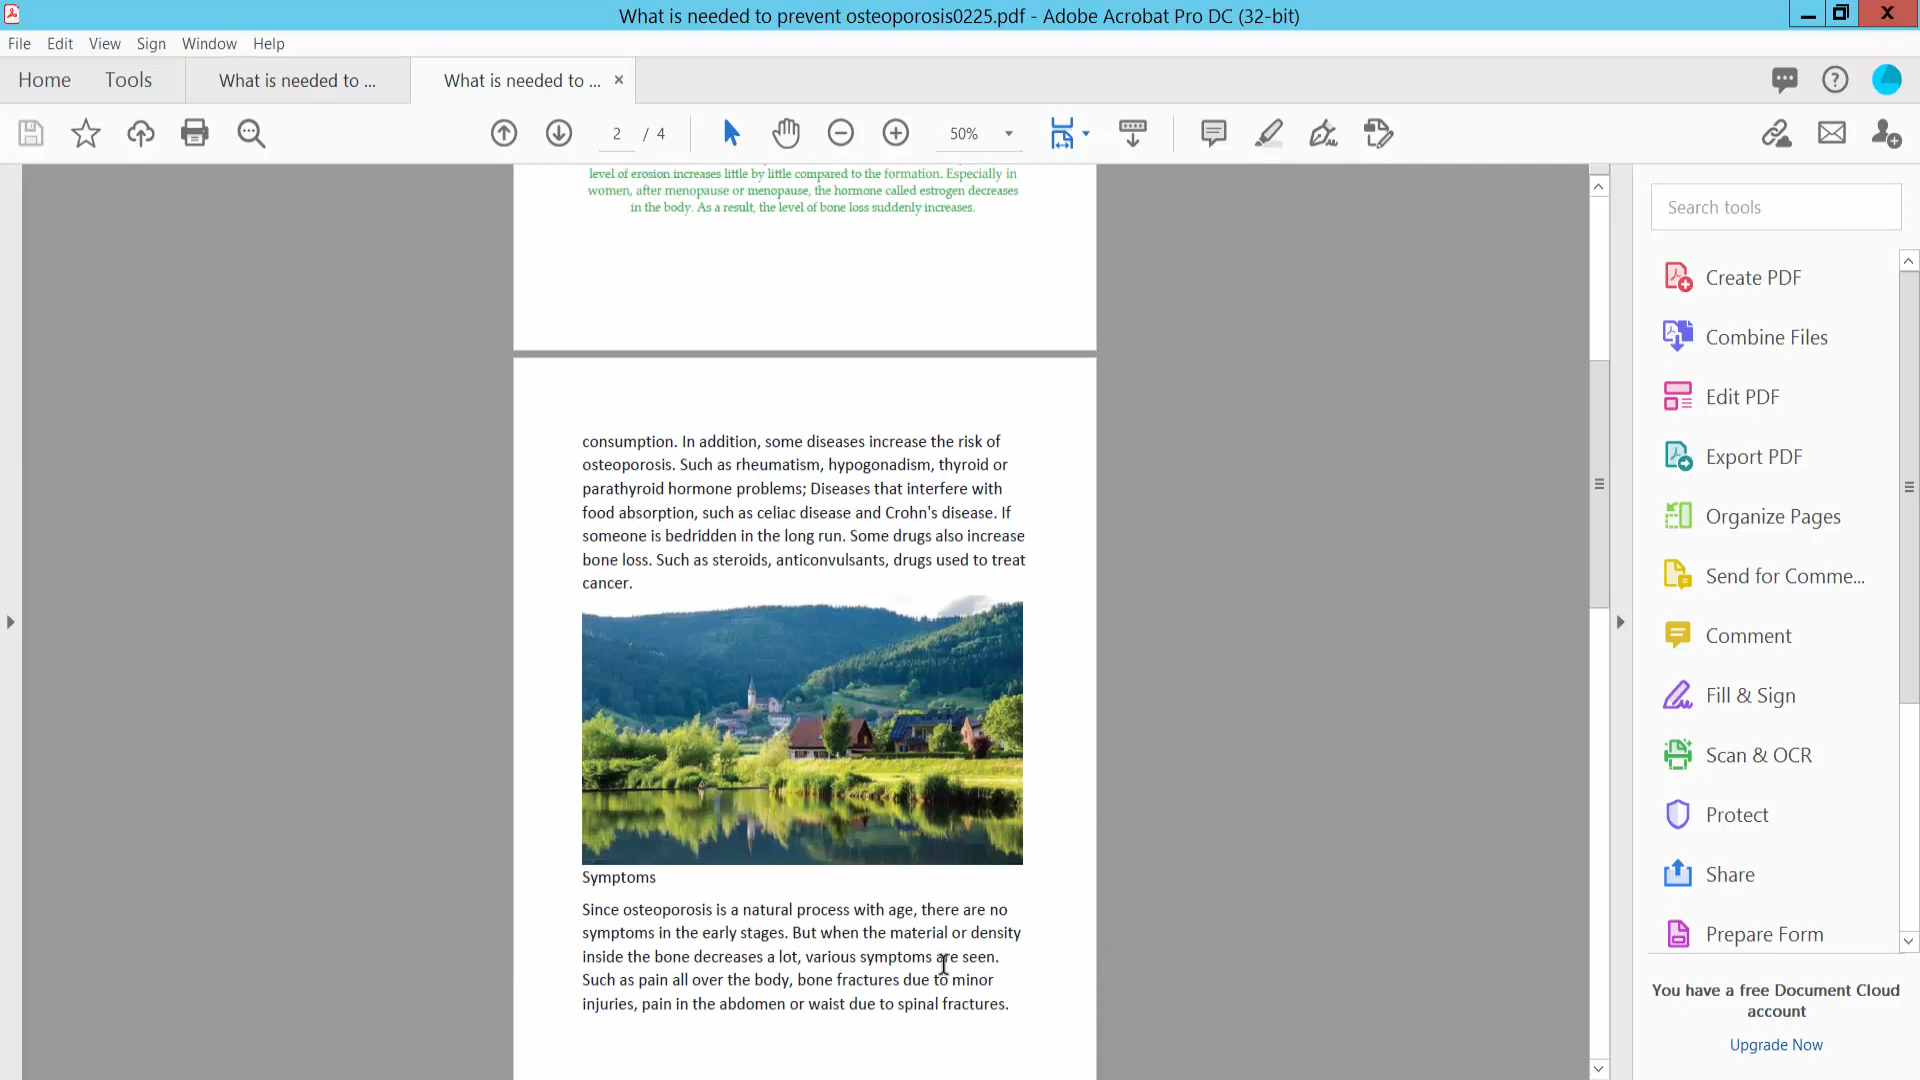 What is needed to prevent osteoporosis0225.pdf - Adobe Acrobat Pro DC (32-bit)
File Edit View Sign Window Help
Home Tools What is needed to ... What is needed to ... ×
2 / 4 50%
level of erosion increases little by little compared to the formation. Especially in
women, after menopause or menopause, the hormone called estrogen decreases
in the body. As a result, the level of bone loss suddenly increases.
consumption. In addition, some diseases increase the risk of
osteoporosis. Such as rheumatism, hypogonadism, thyroid or
parathyroid hormone problems; Diseases that interfere with
food absorption, such as celiac disease and Crohn's disease. If
someone is bedridden in the long run. Some drugs also increase
bone loss. Such as steroids, anticonvulsants, drugs used to treat
cancer.
Symptoms
Since osteoporosis is a natural process with age, there are no
symptoms in the early stages. But when the material or density
inside the bone decreases a lot, various symptoms are seen.
Such as pain all over the body, bone fractures due to minor
injuries, pain in the abdomen or waist due to spinal fractures.
Search tools
Create PDF
Combine Files
Edit PDF
Export PDF
Organize Pages
Send for Comme...
Comment
Fill & Sign
Scan & OCR
Protect
Share
Prepare Form
You have a free Document Cloud
account
Upgrade Now